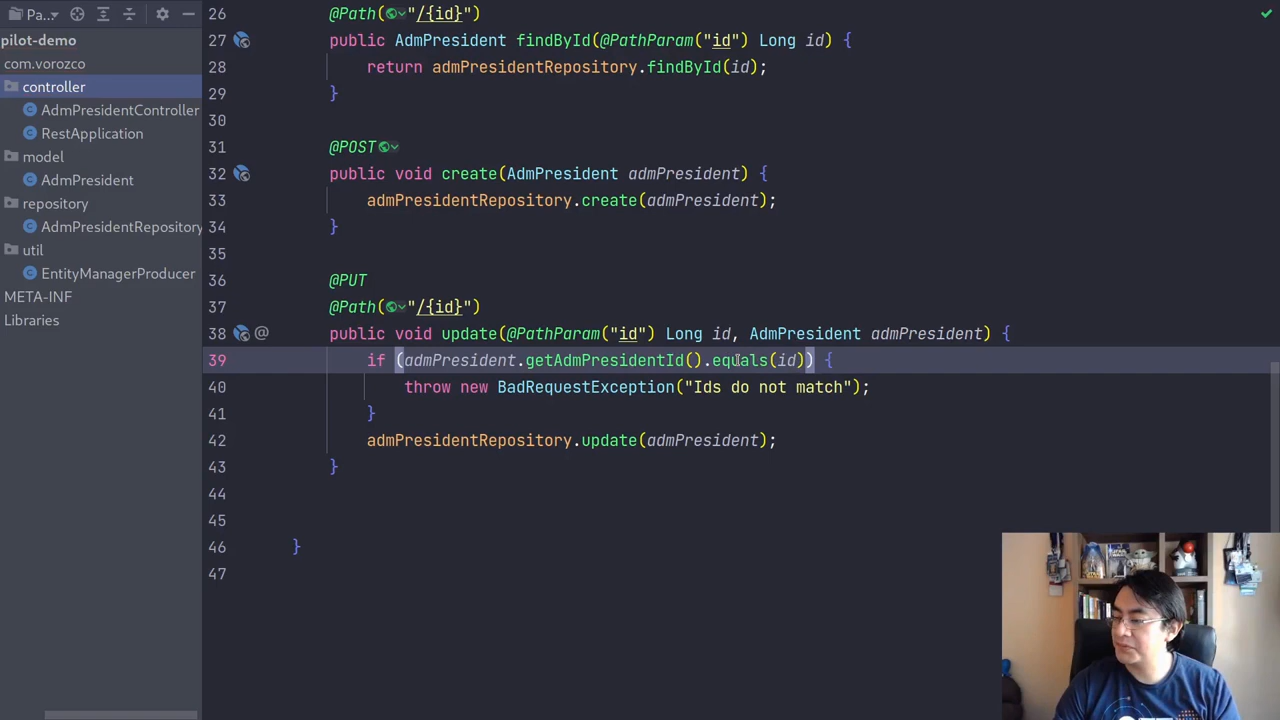 Pa...
pilot-demo
com.vorozco
controller
AdmPresidentController
RestApplication
model
AdmPresident
repository
AdmPresidentRepository
util
EntityManagerProducer
META-INF
Libraries
26 @Path("/{id}")
27 public AdmPresident findById(@PathParam("id") Long id) {
28 return admPresidentRepository.findById(id);
29 }
30
31 @POST
32 public void create(AdmPresident admPresident) {
33 admPresidentRepository.create(admPresident);
34 }
35
36 @PUT
37 @Path("/{id}")
38 public void update(@PathParam("id") Long id, AdmPresident admPresident) {
39 if (admPresident.getAdmPresidentId().equals(id)) {
40 throw new BadRequestException("Ids do not match");
41 }
42 admPresidentRepository.update(admPresident);
43 }
44
45
46 }
47